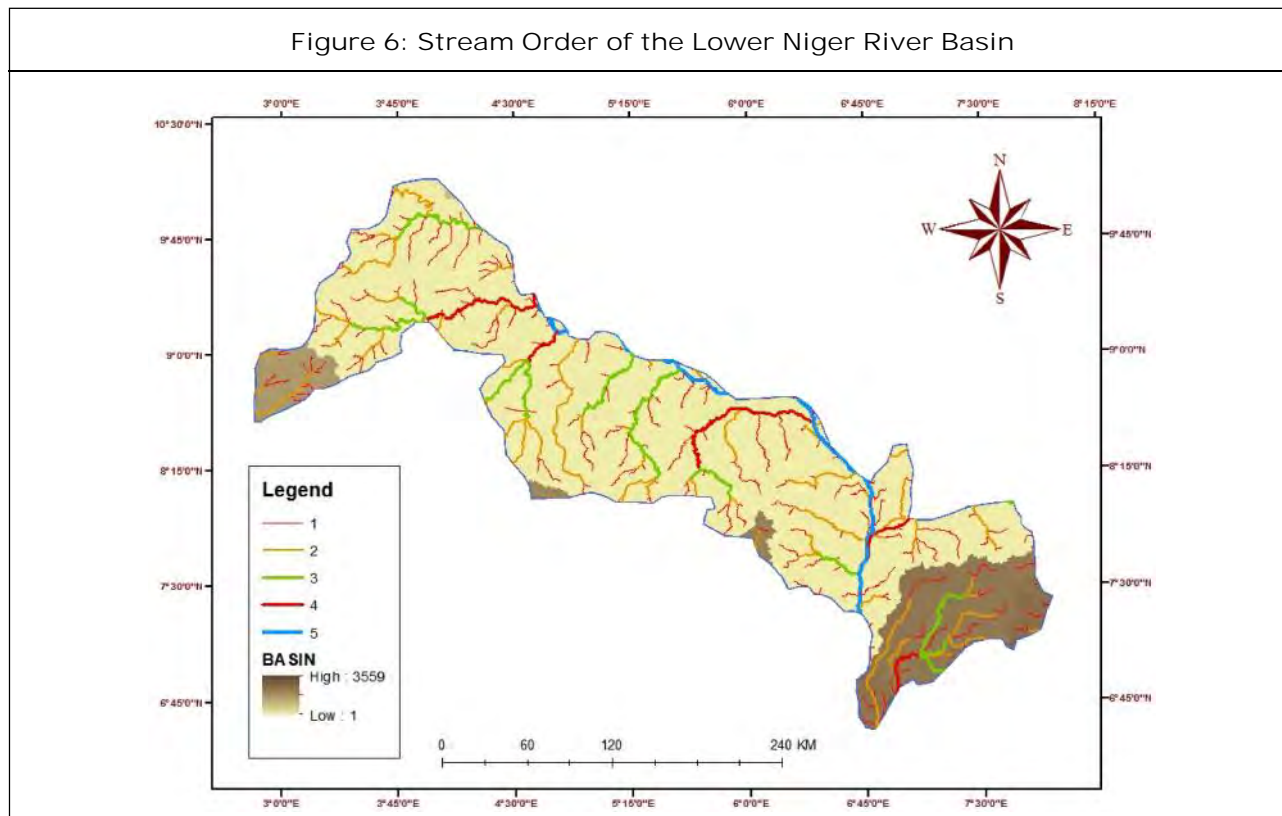 Figure 6: Stream Order of the Lower Niger River Basin
3°0'0"E 3°45'0"E 4°30'0"E 5°15'0"E 6°0'0"E 6°45'0"E 7°30'0"E 8°15'0"E
10°30'0"N
N
W E
S
9°45'0"N 9°45'0"N
9°0'0"N 9°0'0"N
8°15'0"N 8°15'0"N
7°30'0"N 7°30'0"N
6°45'0"N 6°45'0"N
Legend
1
2
3
4
5
BASIN
High : 3559
Low : 1
0 60 120 240 KM
3°0'0"E 3°45'0"E 4°30'0"E 5°15'0"E 6°0'0"E 6°45'0"E 7°30'0"E